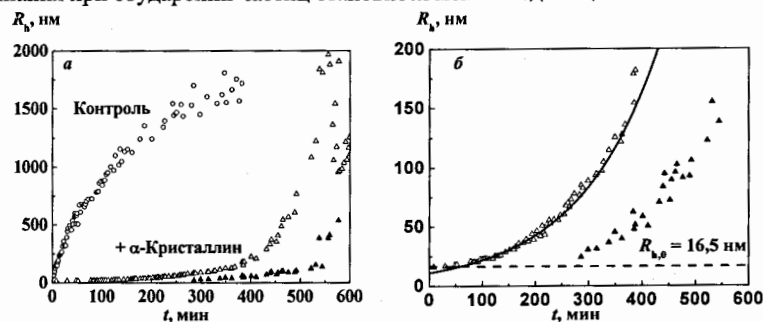 R_h, нм
R_h, нм
2000
1500
1000
500
0
а
Контроль
+ α-Кристаллин
0 100 200 300 400 500 600
t, мин
200
150
100
50
0
б
R_h,0 = 16,5 нм
0 100 200 300 400 500 600
t, мин